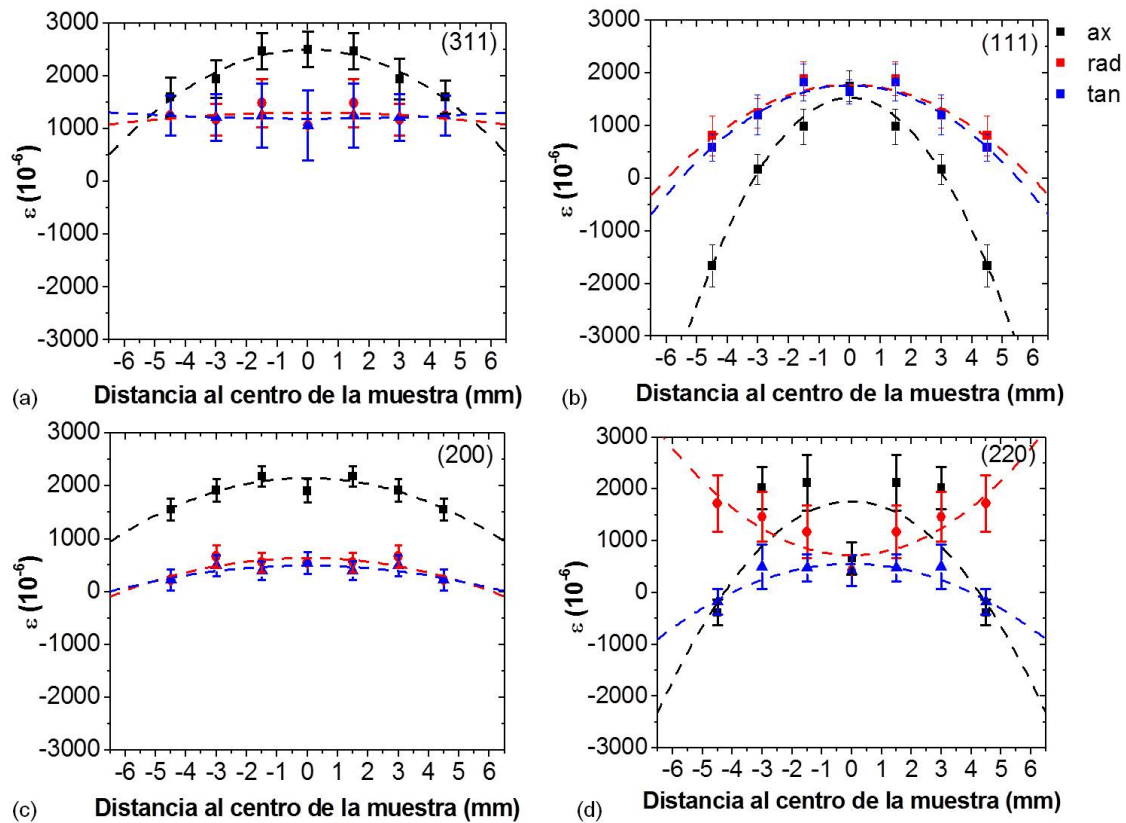 3000
2000
1000
0
-1000
-2000
-3000
ε (10⁻⁶)
(311)
-6 -5 -4 -3 -2 -1 0 1 2 3 4 5 6
(a) Distancia al centro de la muestra (mm)
3000
2000
1000
0
-1000
-2000
-3000
ε (10⁻⁶)
(111)
ax
rad
tan
-6 -5 -4 -3 -2 -1 0 1 2 3 4 5 6
(b) Distancia al centro de la muestra (mm)
3000
2000
1000
0
-1000
-2000
-3000
ε (10⁻⁶)
(200)
-6 -5 -4 -3 -2 -1 0 1 2 3 4 5 6
(c) Distancia al centro de la muestra (mm)
3000
2000
1000
0
-1000
-2000
-3000
ε (10⁻⁶)
(220)
-6 -5 -4 -3 -2 -1 0 1 2 3 4 5 6
(d) Distancia al centro de la muestra (mm)